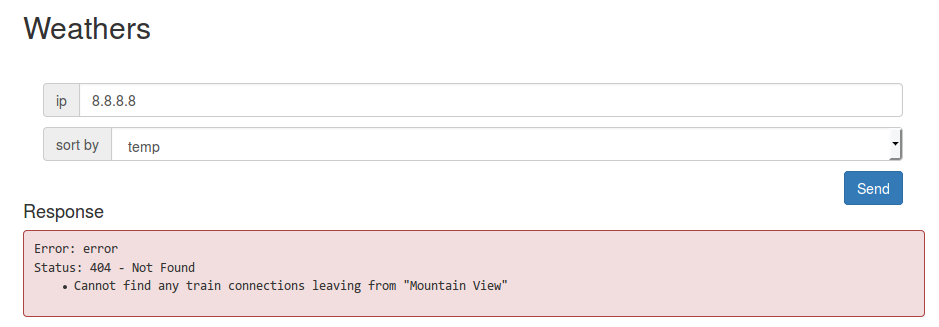 Weathers
ip 8.8.8.8
sort by temp
Send
Response
Error: error
Status: 404 - Not Found
• Cannot find any train connections leaving from "Mountain View"